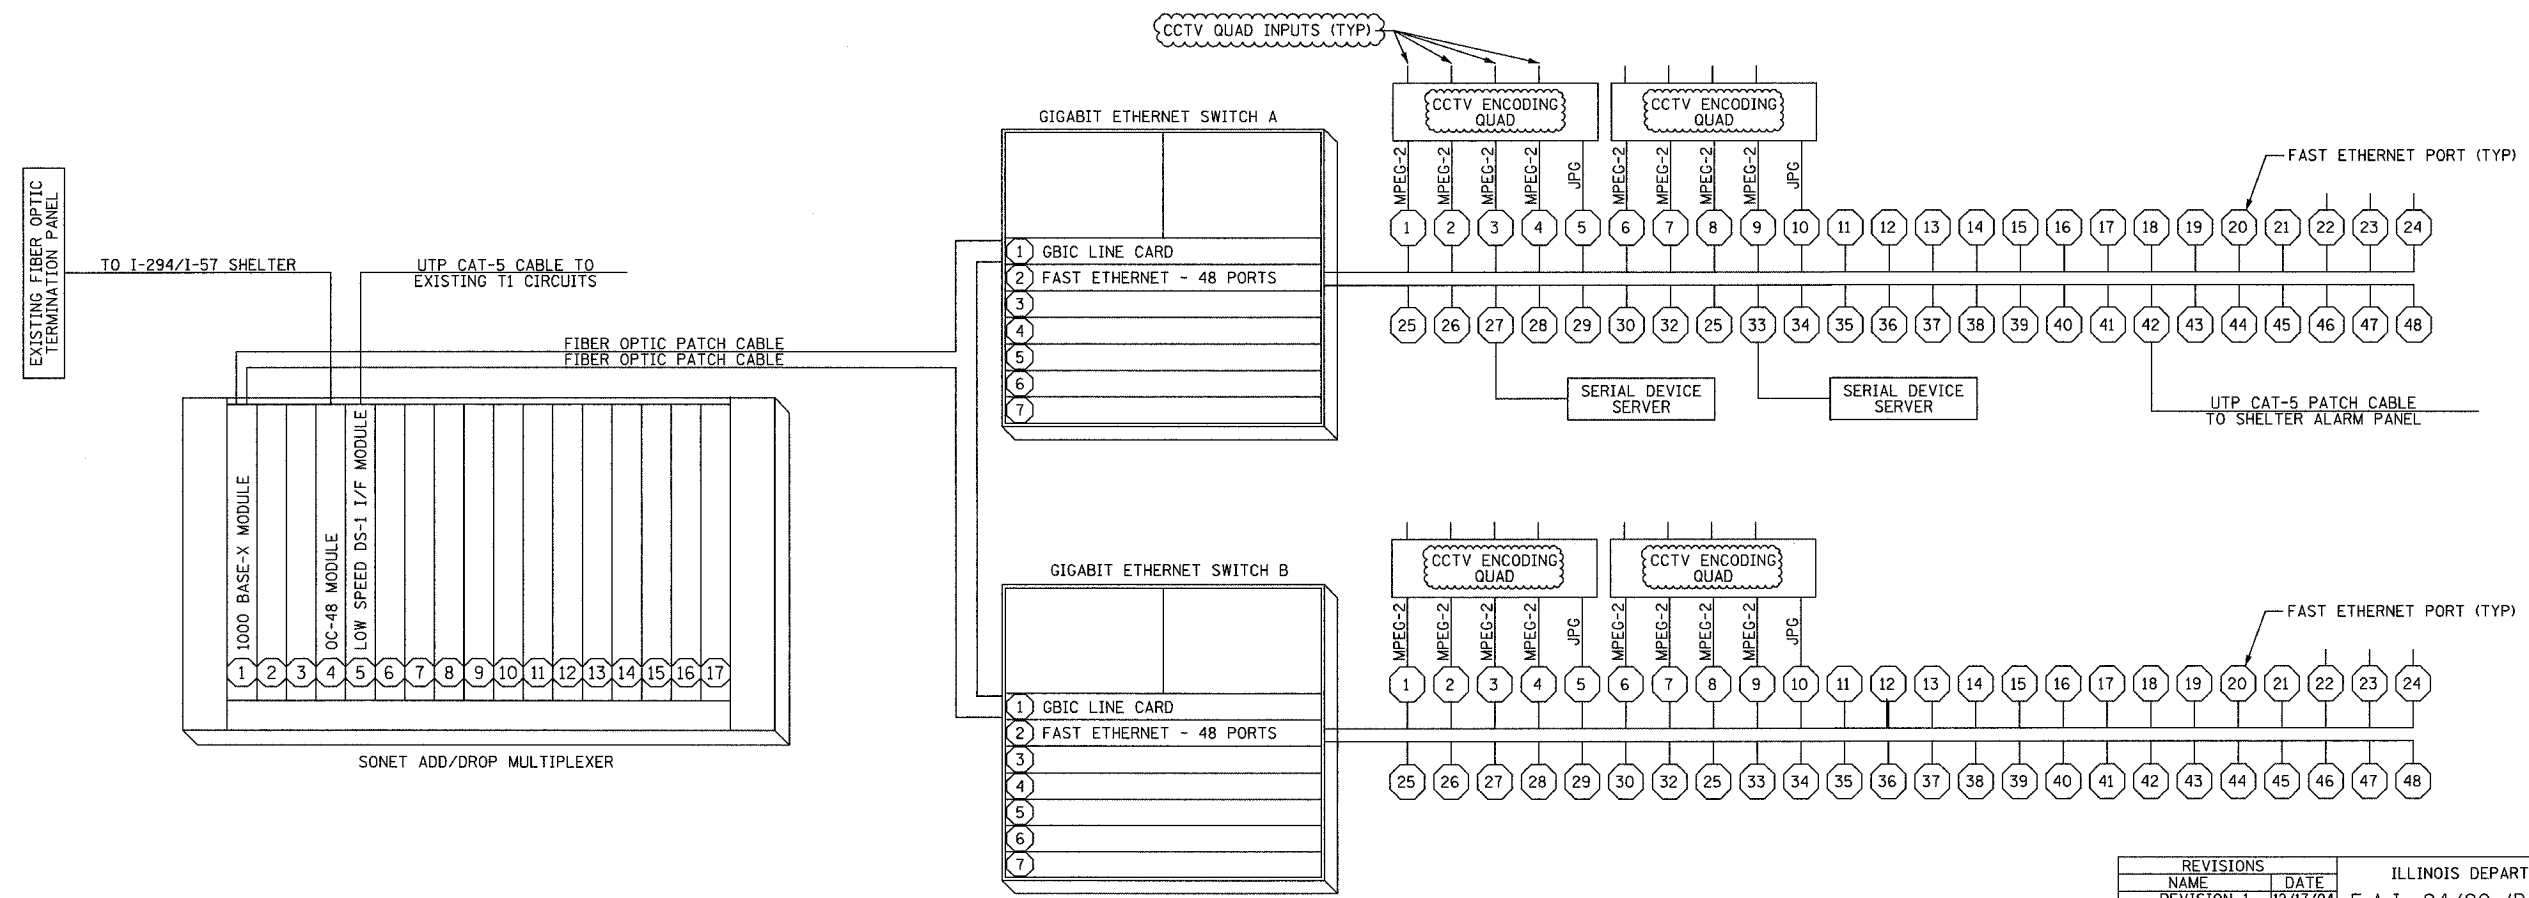 CCTV QUAD INPUTS (TYP)
GIGABIT ETHERNET SWITCH A
CCTV ENCODING
QUAD
CCTV ENCODING
QUAD
FAST ETHERNET PORT (TYP)
MPEG-2 MPEG-2 MPEG-2 MPEG-2 JPG MPEG-2 MPEG-2 MPEG-2 MPEG-2 JPG
EXISTING FIBER OPTIC
TERMINATION PANEL
1 2 3 4 5 6 7 8 9 10 11 12 13 14 15 16 17 18 19 20 21 22 23 24
1 GBIC LINE CARD
2 FAST ETHERNET - 48 PORTS
3
4
5
6
7
TO I-294/I-57 SHELTER
UTP CAT-5 CABLE TO
EXISTING T1 CIRCUITS
25 26 27 28 29 30 32 25 33 34 35 36 37 38 39 40 41 42 43 44 45 46 47 48
FIBER OPTIC PATCH CABLE
FIBER OPTIC PATCH CABLE
SERIAL DEVICE
SERVER
SERIAL DEVICE
SERVER
UTP CAT-5 PATCH CABLE
TO SHELTER ALARM PANEL
1000 BASE-X MODULE
OC-48 MODULE
LOW SPEED DS-1 I/F MODULE
1 2 3 4 5 6 7 8 9 10 11 12 13 14 15 16 17
SONET ADD/DROP MULTIPLEXER
GIGABIT ETHERNET SWITCH B
CCTV ENCODING
QUAD
CCTV ENCODING
QUAD
FAST ETHERNET PORT (TYP)
MPEG-2 MPEG-2 MPEG-2 MPEG-2 JPG MPEG-2 MPEG-2 MPEG-2 MPEG-2 JPG
1 2 3 4 5 6 7 8 9 10 11 12 13 14 15 16 17 18 19 20 21 22 23 24
1 GBIC LINE CARD
2 FAST ETHERNET - 48 PORTS
3
4
5
6
7
25 26 27 28 29 30 32 25 33 34 35 36 37 38 39 40 41 42 43 44 45 46 47 48
REVISIONS
NAME DATE
REVISION 1 12/17/04
ILLINOIS DEPART